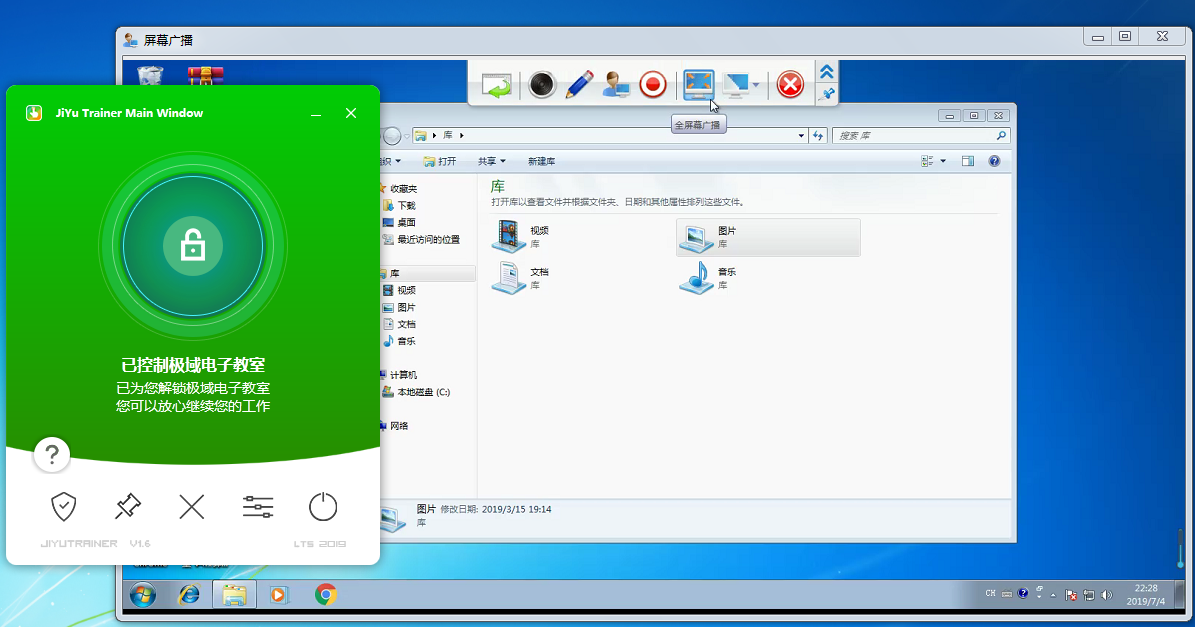 屏幕广播
JiYu Trainer Main Window
已控制极域电子教室
已为您解锁极域电子教室
您可以放心继续您的工作
?
JIYUTRAINER V1.6
LTS 2019
全屏幕广播
库
搜索 库
织
打开
共享
新建库
收藏夹
下载
桌面
最近访问的位置
库
视频
图片
文档
音乐
计算机
本地磁盘 (C:)
网络
库
打开库以查看文件并根据文件夹、日期和其他属性排列这些文件。
视频
库
图片
库
文档
库
音乐
库
图片 修改日期: 2019/3/15 19:14
库
CH
22:28
2019/7/4